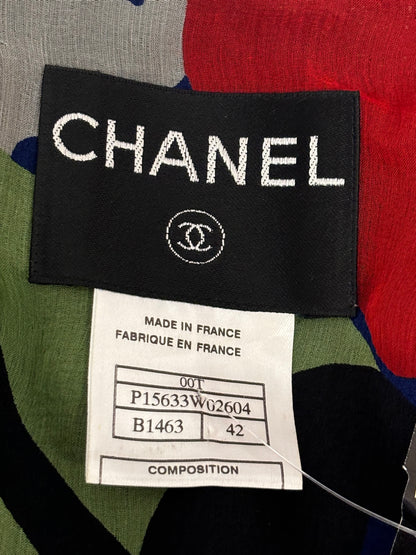 CHANEL
MADE IN FRANCE
FABRIQUE EN FRANCE
00T
P15633W02604
B1463 42
COMPOSITION